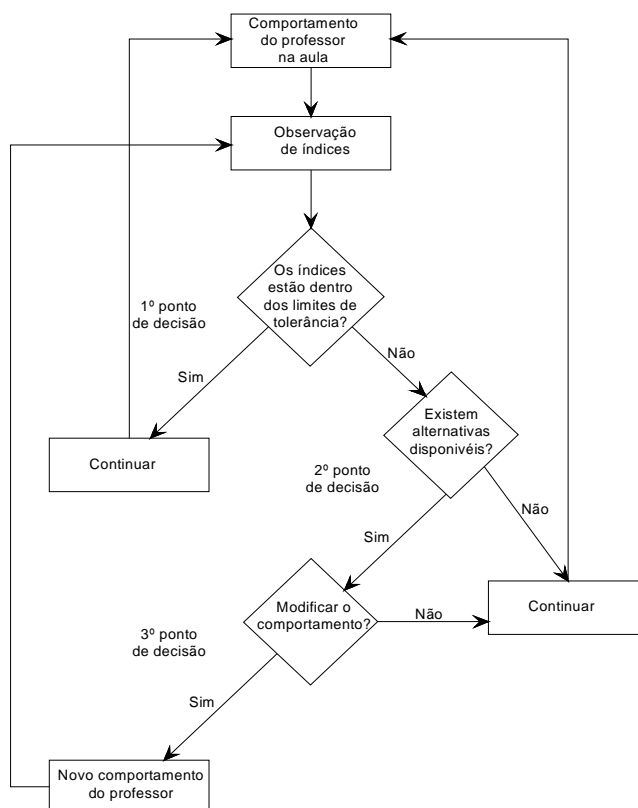 Comportamento
do professor
na aula
Observação
de índices
Os índices
estão dentro
dos limites de
tolerância?
1º ponto
de decisão
Sim
Não
Continuar
Existem
alternativas
disponivéis?
2º ponto
de decisão
Sim
Não
Modificar o
comportamento?
Não
Continuar
3º ponto
de decisão
Sim
Novo comportamento
do professor